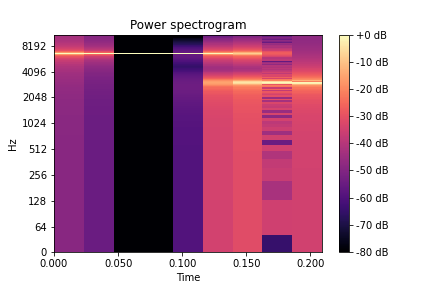 Power spectrogram
8192
4096
2048
1024
512
256
128
64
0
Hz
0.000 0.050 0.100 0.150 0.200
Time
+0 dB
-10 dB
-20 dB
-30 dB
-40 dB
-50 dB
-60 dB
-70 dB
-80 dB